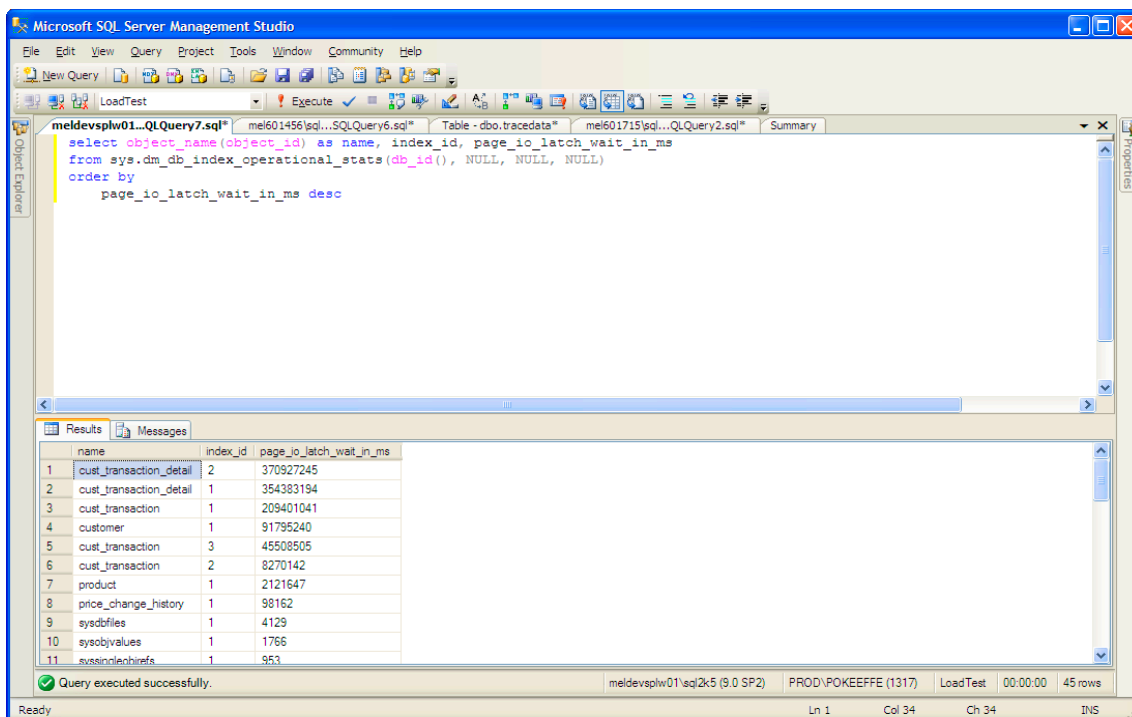 Microsoft SQL Server Management Studio
File Edit View Query Project Tools Window Community Help
New Query
LoadTest Execute
meldevsplw01...QLQuery7.sql* mel601456\sql...SQLQuery6.sql* Table - dbo.tracedata* mel601715\sql...QLQuery2.sql* Summary
Object Explorer
Properties
select object_name(object_id) as name, index_id, page_io_latch_wait_in_ms
from sys.dm_db_index_operational_stats(db_id(), NULL, NULL, NULL)
order by
page_io_latch_wait_in_ms desc
Results Messages
name index_id page_io_latch_wait_in_ms
1 cust_transaction_detail 2 370927245
2 cust_transaction_detail 1 354383194
3 cust_transaction 1 209401041
4 customer 1 91795240
5 cust_transaction 3 45508505
6 cust_transaction 2 8270142
7 product 1 2121647
8 price_change_history 1 98162
9 sysdbfiles 1 4129
10 sysobjvalues 1 1766
11 syssingleobjrefs 1 953
Query executed successfully. meldevsplw01\sql2k5 (9.0 SP2) PROD\POKEEFFE (1317) LoadTest 00:00:00 45 rows
Ready Ln 1 Col 34 Ch 34 INS